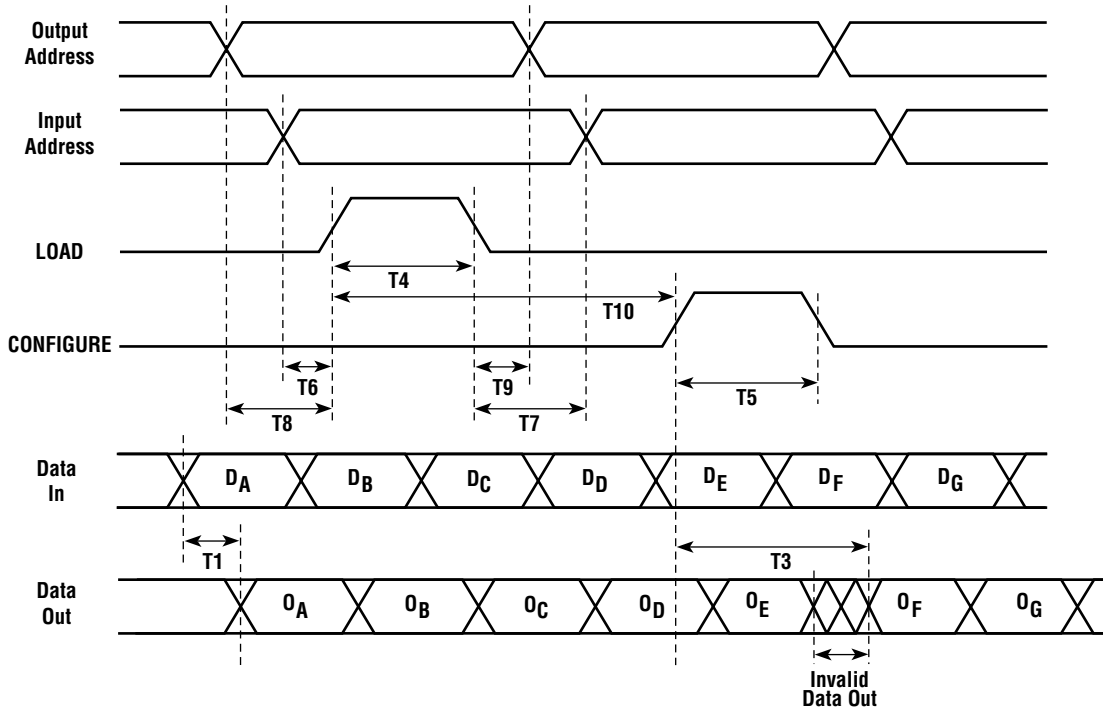 Output
Address
Input
Address
LOAD
T4
T10
CONFIGURE
T6
T9
T5
T8
T7
Data
In
DA
DB
DC
DD
DE
DF
DG
T1
T3
Data
Out
OA
OB
OC
OD
OE
OF
OG
Invalid
Data Out